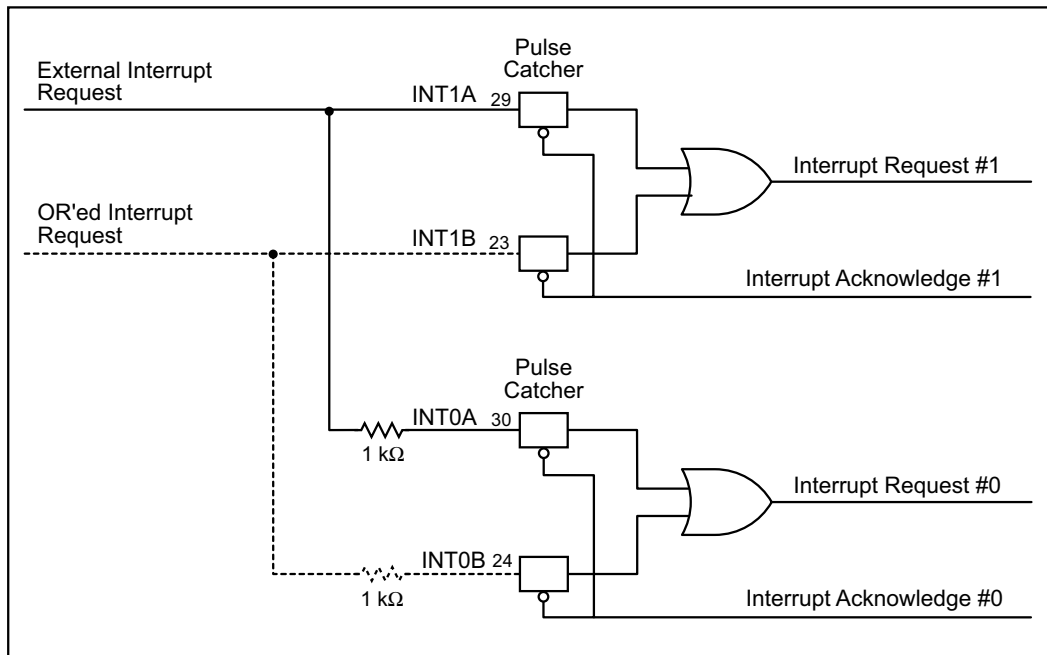 Pulse
Catcher
External Interrupt
Request
INT1A 29
Interrupt Request #1
OR'ed Interrupt
Request
INT1B 23
Interrupt Acknowledge #1
Pulse
Catcher
INT0A 30
1 kΩ
Interrupt Request #0
INT0B 24
1 kΩ
Interrupt Acknowledge #0